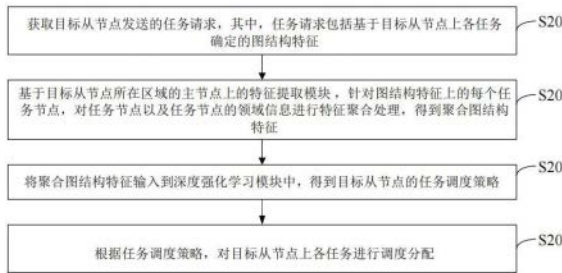 获取目标从节点发送的任务请求，其中，任务请求包括基于目标从节点上各任务
确定的图结构特征
S20
基于目标从节点所在区域的主节点上的特征提取模块，针对图结构特征上的每个任
务节点，对任务节点以及任务节点的领域信息进行特征聚合处理，得到聚合图结构
特征
S20
将聚合图结构特征输入到深度强化学习模块中，得到目标从节点的任务调度策略
S20
根据任务调度策略，对目标从节点上各任务进行调度分配
S20